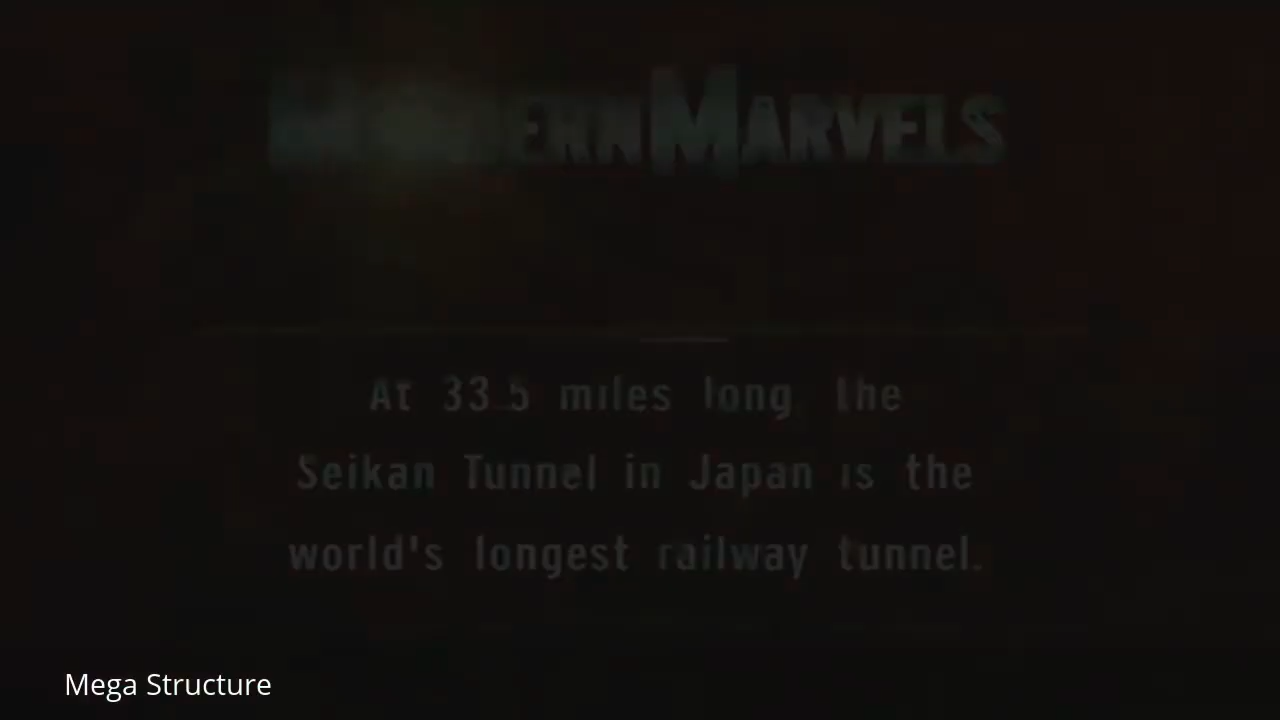 MODERN MARVELS
At 33.5 miles long, the
Seikan Tunnel in Japan is the
world's longest railway tunnel.
Mega Structure